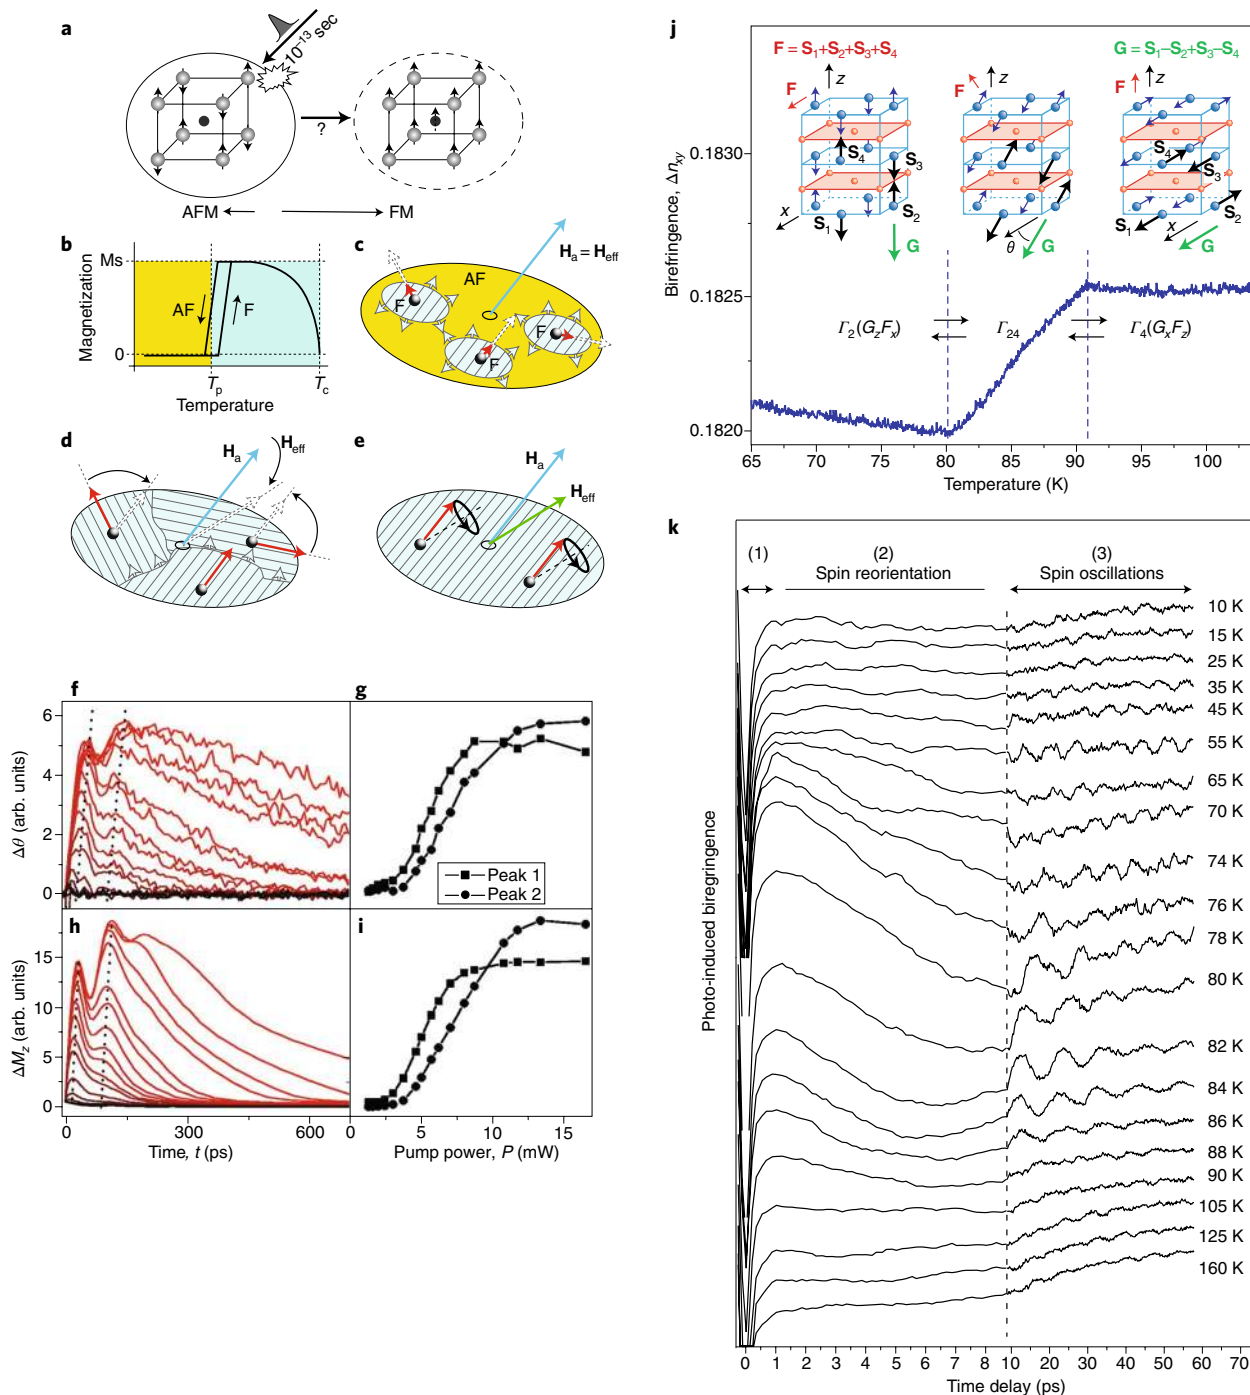 a
10⁻¹³ sec
?
AFM
FM
b
Magnetization
Ms
0
AF
F
T_p
T_c
Temperature
c
AF
F
F
F
H_a = H_eff
d
H_a
H_eff
e
H_a
H_eff
f
g
Δθ (arb. units)
6
4
2
0
Peak 1
Peak 2
h
i
ΔM_z (arb. units)
15
10
5
0
0
300
600
Time, t (ps)
0
5
10
15
Pump power, P (mW)
j
F = S₁+S₂+S₃+S₄
G = S₁–S₂+S₃–S₄
z
F
S₄
S₃
S₁
S₂
x
G
z
F
θ
G
z
F
S₄
S₃
S₁
S₂
x
G
Birefringence, Δn_xy
0.1830
0.1825
0.1820
Γ₂(G_zF_x)
Γ₂₄
Γ₄(G_xF_z)
65
70
75
80
85
90
95
100
Temperature (K)
k
(1)
(2)
(3)
Spin reorientation
Spin oscillations
10 K
15 K
25 K
35 K
45 K
55 K
65 K
70 K
74 K
76 K
78 K
80 K
82 K
84 K
86 K
88 K
90 K
105 K
125 K
160 K
Photo-induced biregringence
0
1
2
3
4
5
6
7
8
10
20
30
40
50
60
70
Time delay (ps)